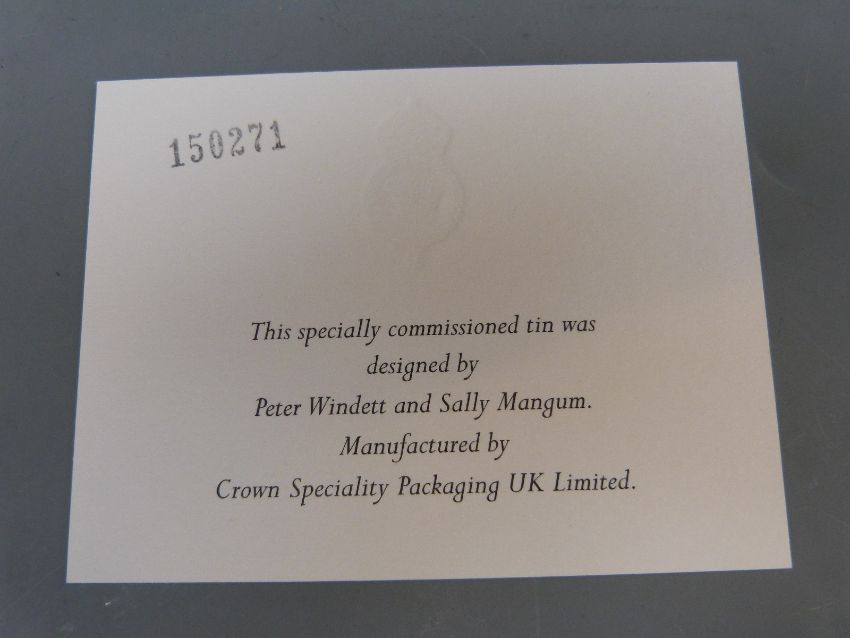 150271
This specially commissioned tin was
designed by
Peter Windett and Sally Mangum.
Manufactured by
Crown Speciality Packaging UK Limited.